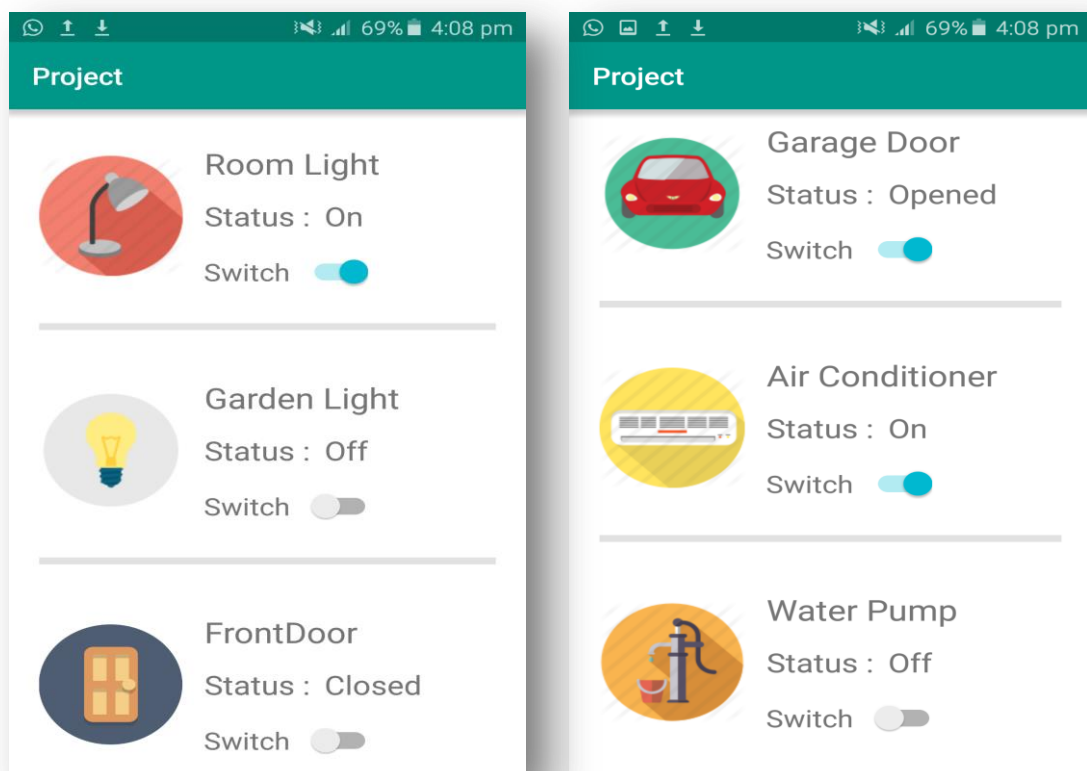 69% 4:08 pm
Project
Room Light
Status : On
Switch
Garden Light
Status : Off
Switch
FrontDoor
Status : Closed
Switch
69% 4:08 pm
Project
Garage Door
Status : Opened
Switch
Air Conditioner
Status : On
Switch
Water Pump
Status : Off
Switch